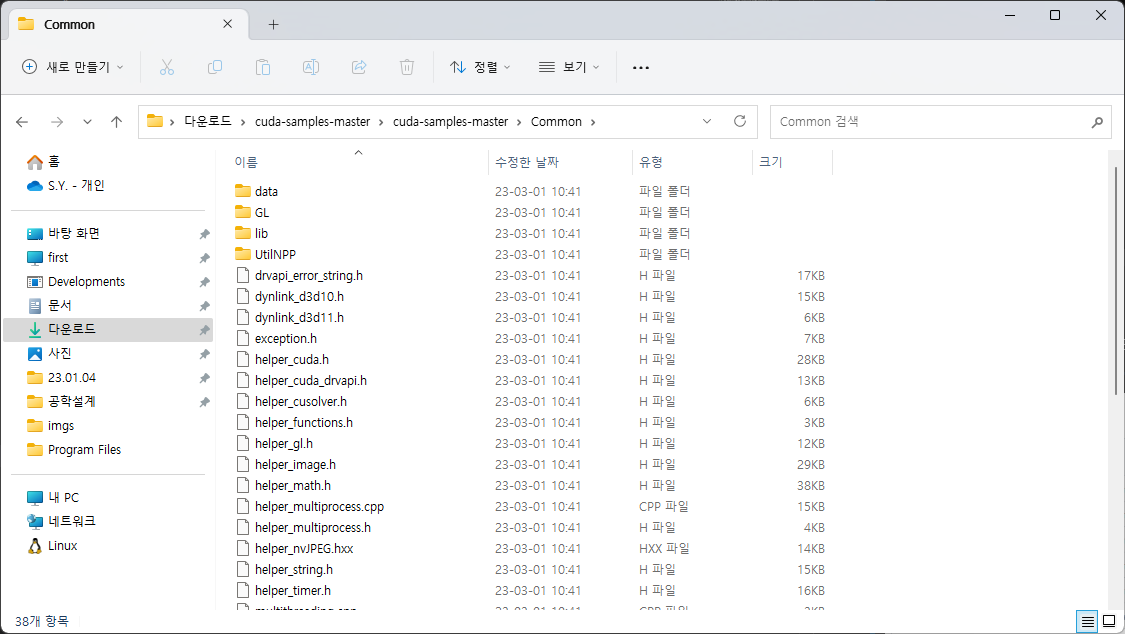 Common
새로 만들기
정렬
보기
다운로드 > cuda-samples-master > cuda-samples-master > Common >
Common 검색
홈
S.Y. - 개인
바탕 화면
first
Developments
문서
다운로드
사진
23.01.04
공학설계
imgs
Program Files
내 PC
네트워크
Linux
이름 수정한 날짜 유형 크기
data 23-03-01 10:41 파일 폴더
GL 23-03-01 10:41 파일 폴더
lib 23-03-01 10:41 파일 폴더
UtilNPP 23-03-01 10:41 파일 폴더
drvapi_error_string.h 23-03-01 10:41 H 파일 17KB
dynlink_d3d10.h 23-03-01 10:41 H 파일 15KB
dynlink_d3d11.h 23-03-01 10:41 H 파일 6KB
exception.h 23-03-01 10:41 H 파일 7KB
helper_cuda.h 23-03-01 10:41 H 파일 28KB
helper_cuda_drvapi.h 23-03-01 10:41 H 파일 13KB
helper_cusolver.h 23-03-01 10:41 H 파일 6KB
helper_functions.h 23-03-01 10:41 H 파일 3KB
helper_gl.h 23-03-01 10:41 H 파일 12KB
helper_image.h 23-03-01 10:41 H 파일 29KB
helper_math.h 23-03-01 10:41 H 파일 38KB
helper_multiprocess.cpp 23-03-01 10:41 CPP 파일 15KB
helper_multiprocess.h 23-03-01 10:41 H 파일 4KB
helper_nvJPEG.hxx 23-03-01 10:41 HXX 파일 14KB
helper_string.h 23-03-01 10:41 H 파일 15KB
helper_timer.h 23-03-01 10:41 H 파일 16KB
38개 항목